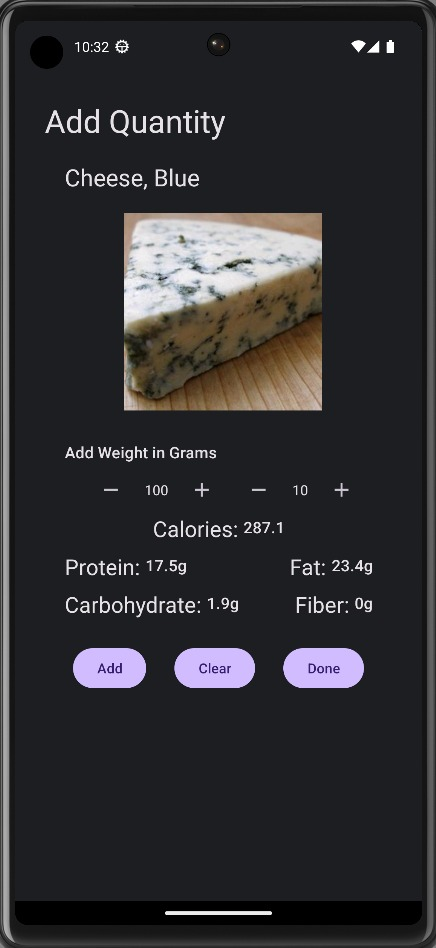 10:32
Add Quantity
Cheese, Blue
Add Weight in Grams
100 10
Calories: 287.1
Protein: 17.5g Fat: 23.4g
Carbohydrate: 1.9g Fiber: 0g
Add Clear Done